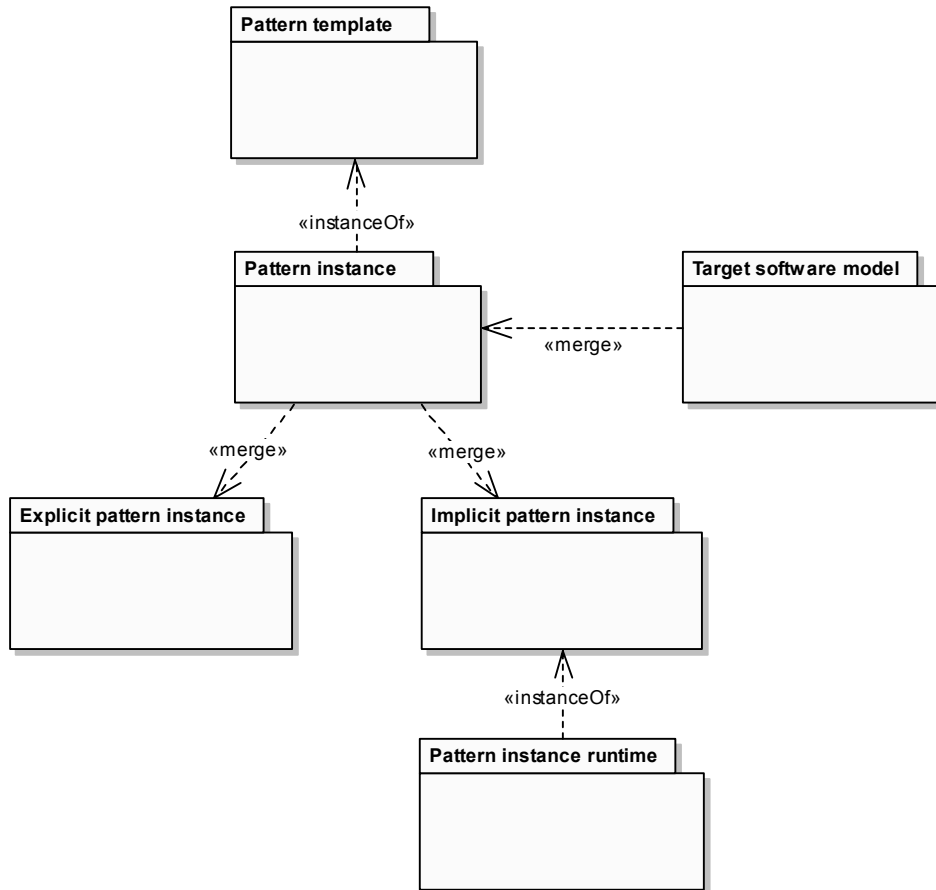 Pattern template
«instanceOf»
Pattern instance
Target software model
«merge»
«merge»
«merge»
Explicit pattern instance
Implicit pattern instance
«instanceOf»
Pattern instance runtime